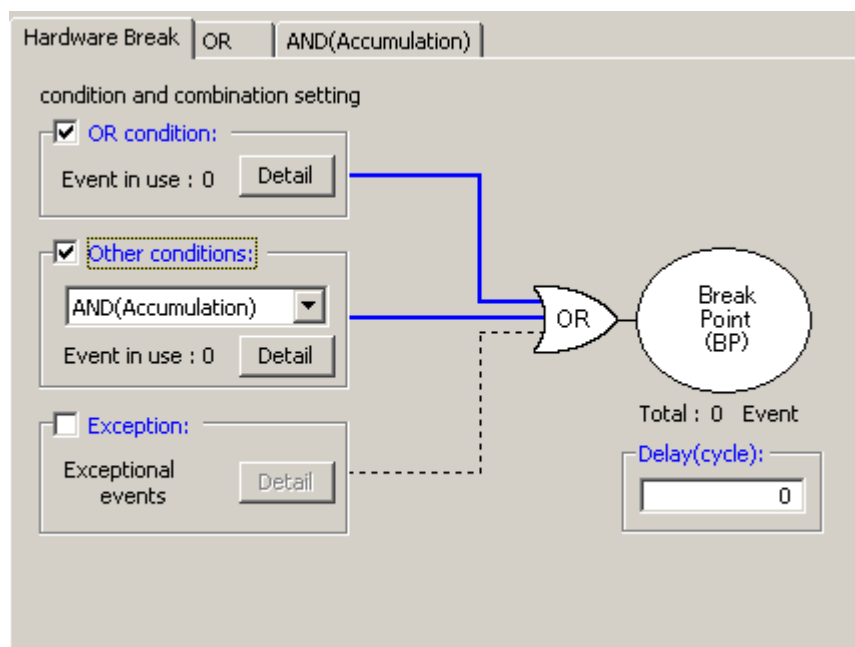 Hardware Break OR AND(Accumulation)
condition and combination setting
OR condition:
Event in use : 0 Detail
Other conditions:
AND(Accumulation)
Event in use : 0 Detail
Exception:
Exceptional
events
Detail
OR
Break
Point
(BP)
Total : 0 Event
Delay(cycle):
0